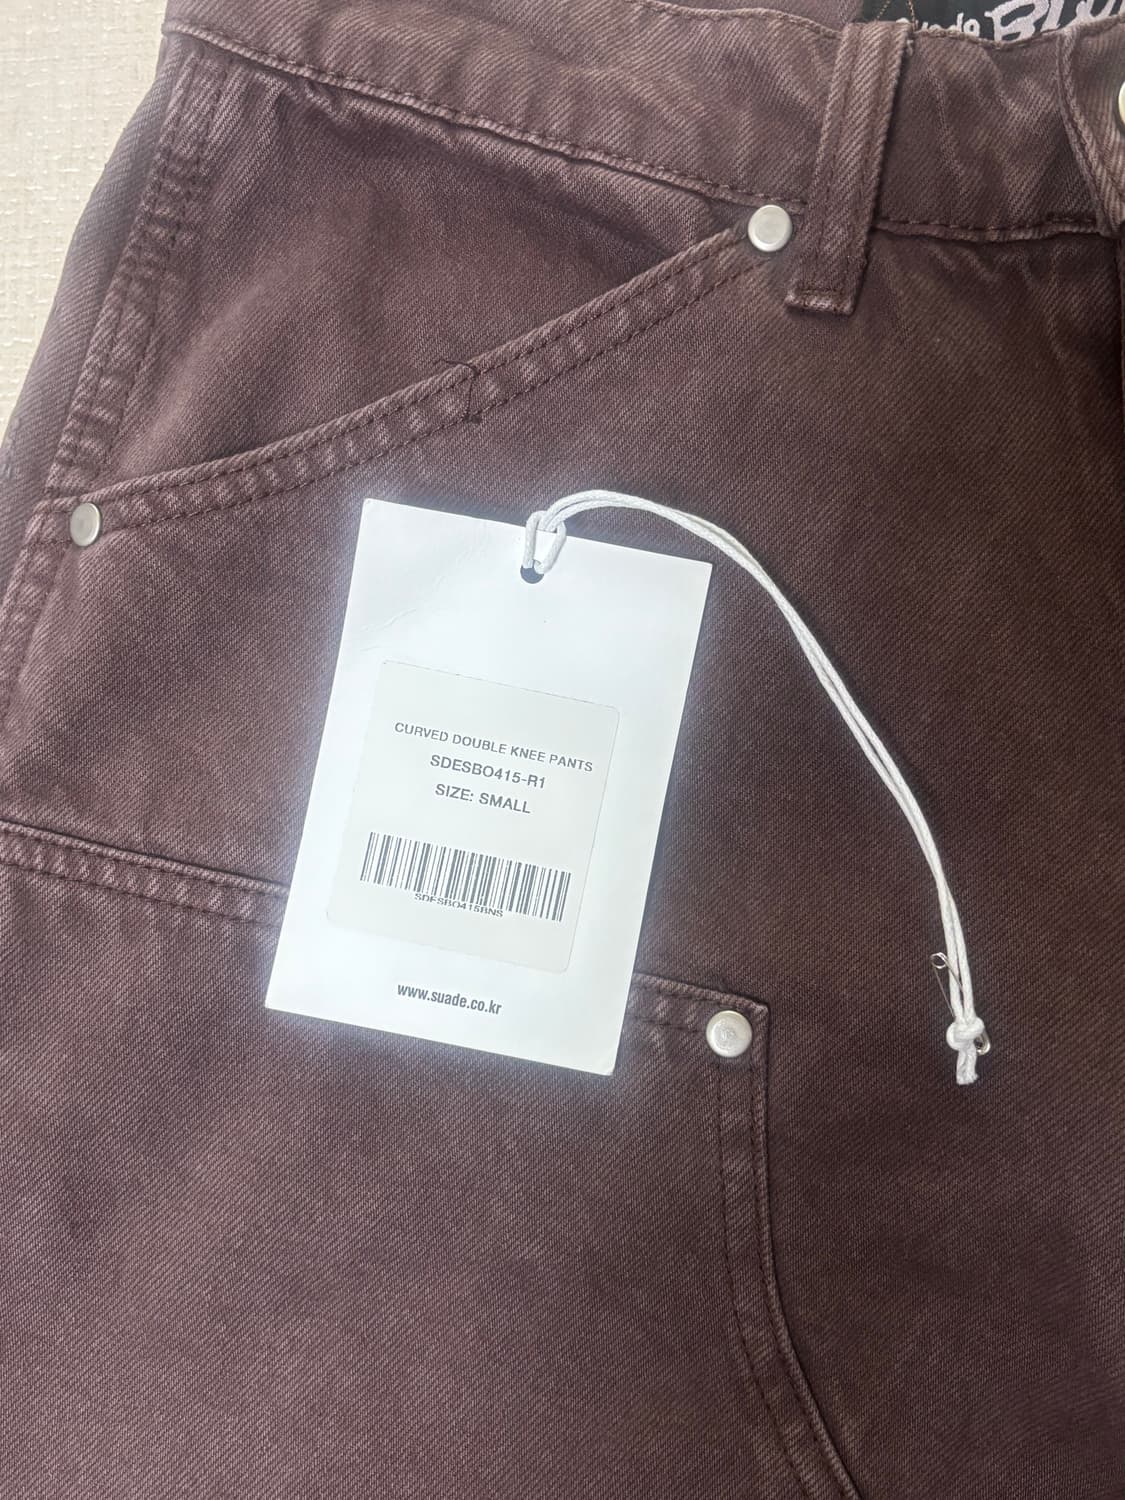 CURVED DOUBLE KNEE PANTS
SDESBO415-R1
SIZE: SMALL
SDESBO415BNS
www.suade.co.kr